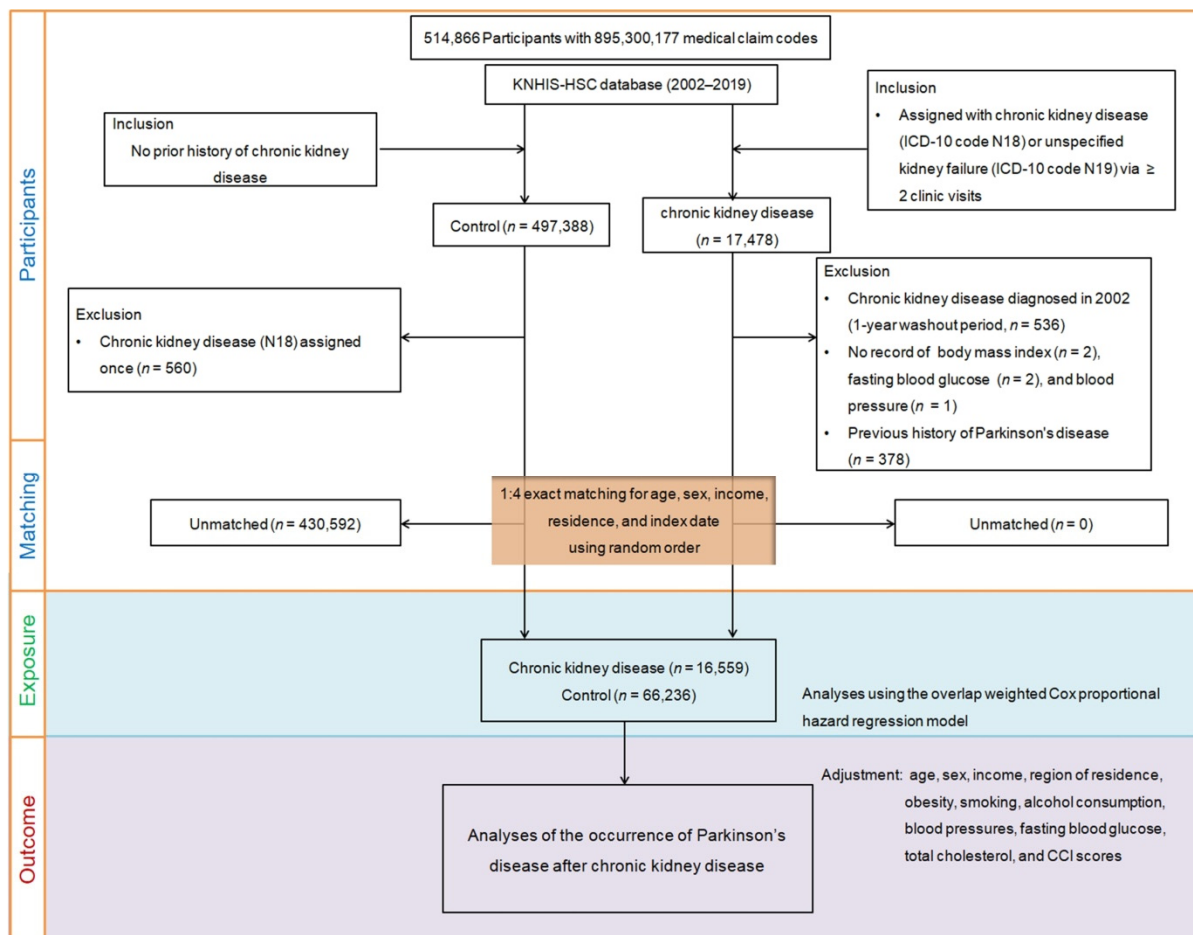 514,866 Participants with 895,300,177 medical claim codes
KNHIS-HSC database (2002–2019)
Participants
Inclusion
No prior history of chronic kidney
disease
Inclusion
• Assigned with chronic kidney disease
(ICD-10 code N18) or unspecified
kidney failure (ICD-10 code N19) via ≥
2 clinic visits
Control (n = 497,388)
chronic kidney disease
(n = 17,478)
Exclusion
• Chronic kidney disease (N18) assigned
once (n = 560)
Exclusion
• Chronic kidney disease diagnosed in 2002
(1-year washout period, n = 536)
• No record of body mass index (n = 2),
fasting blood glucose (n = 2), and blood
pressure (n = 1)
• Previous history of Parkinson's disease
(n = 378)
Matching
Unmatched (n = 430,592)
1:4 exact matching for age, sex, income,
residence, and index date
using random order
Unmatched (n = 0)
Exposure
Chronic kidney disease (n = 16,559)
Control (n = 66,236)
Analyses using the overlap weighted Cox proportional
hazard regression model
Outcome
Analyses of the occurrence of Parkinson's
disease after chronic kidney disease
Adjustment: age, sex, income, region of residence,
obesity, smoking, alcohol consumption,
blood pressures, fasting blood glucose,
total cholesterol, and CCI scores